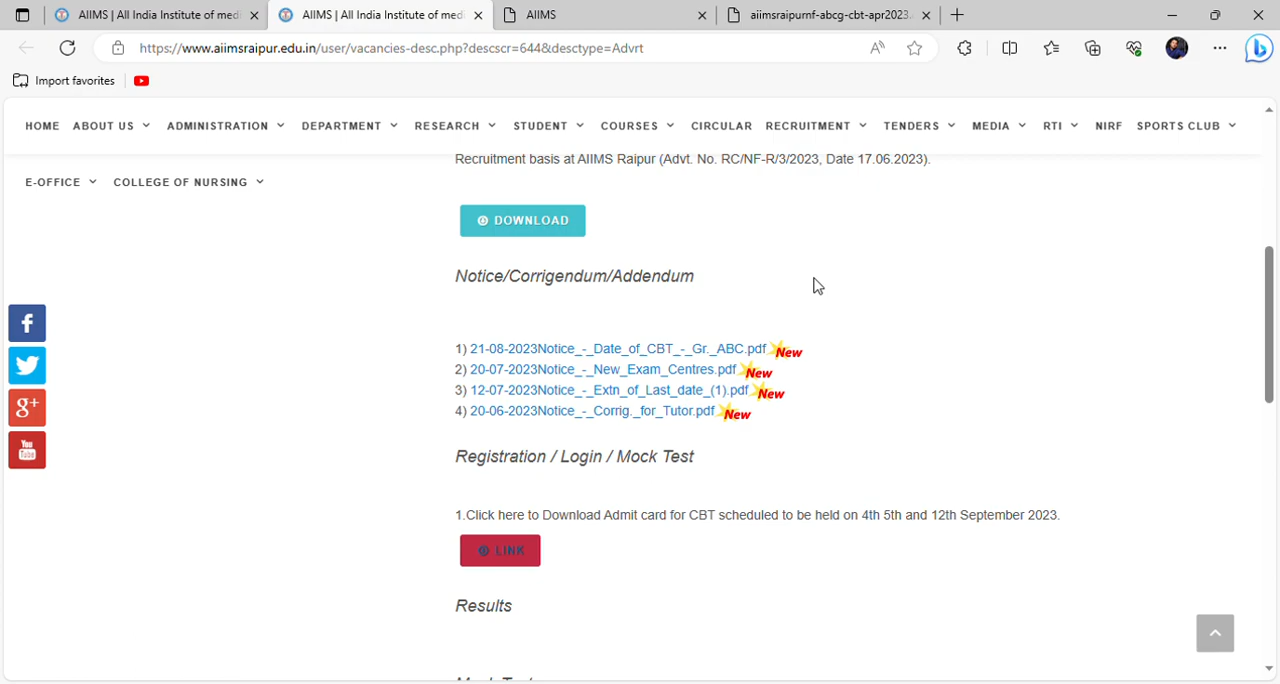 AIIMS | All India Institute of medi
AIIMS | All India Institute of medi
AIIMS
aiimsraipurnf-abcg-cbt-apr2023.
https://www.aiimsraipur.edu.in/user/vacancies-desc.php?descscr=644&desctype=Advrt
Import favorites
HOME ABOUT US ADMINISTRATION DEPARTMENT RESEARCH STUDENT COURSES CIRCULAR RECRUITMENT TENDERS MEDIA RTI NIRF SPORTS CLUB
Recruitment basis at AIIMS Raipur (Advt. No. RC/NF-R/3/2023, Date 17.06.2023).
E-OFFICE COLLEGE OF NURSING
DOWNLOAD
Notice/Corrigendum/Addendum
1) 21-08-2023Notice_-_Date_of_CBT_-_Gr._ABC.pdf New
2) 20-07-2023Notice_-_New_Exam_Centres.pdf New
3) 12-07-2023Notice_-_Extn_of_Last_date_(1).pdf New
4) 20-06-2023Notice_-_Corrig._for_Tutor.pdf New
Registration / Login / Mock Test
1.Click here to Download Admit card for CBT scheduled to be held on 4th 5th and 12th September 2023.
LINK
Results